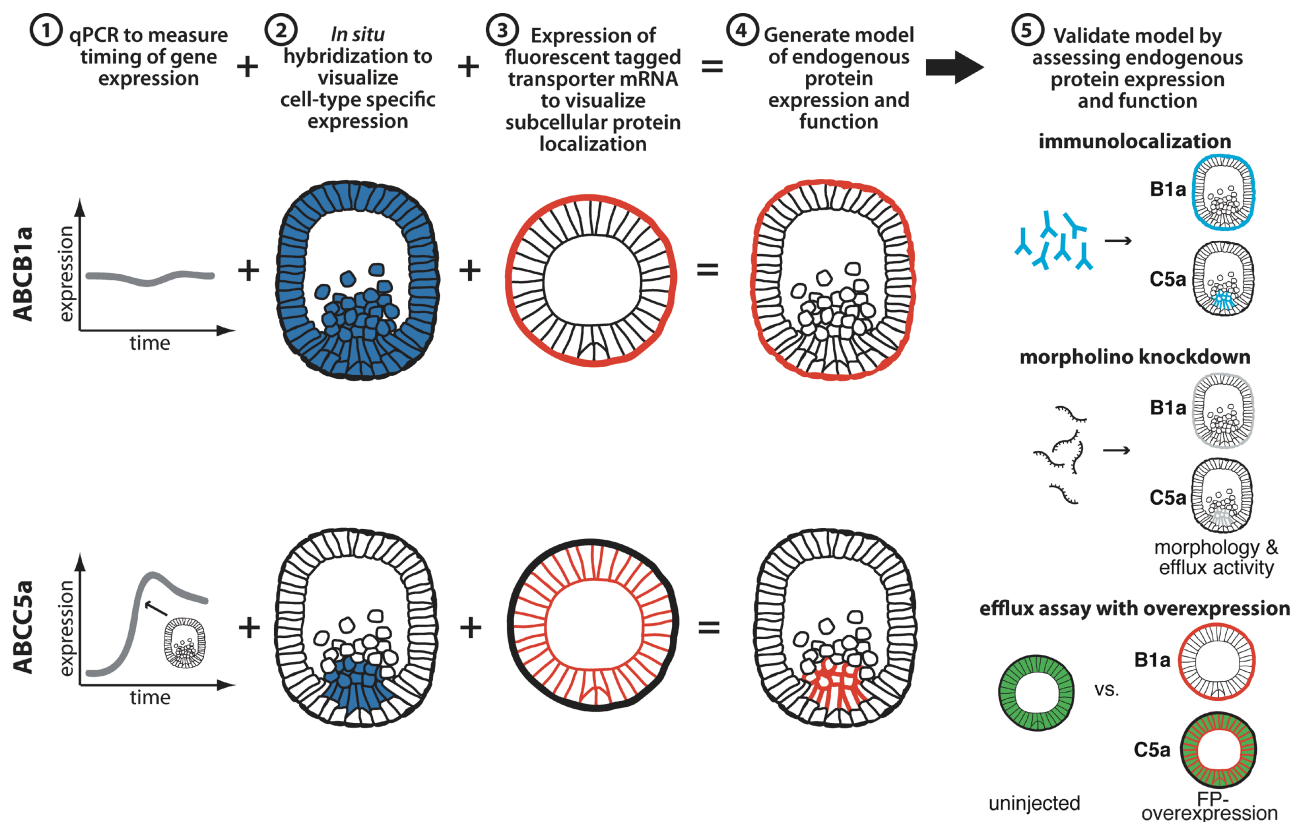 1 qPCR to measure
timing of gene
expression
+
2 In situ
hybridization to
visualize
cell-type specific
expression
+
3 Expression of
fluorescent tagged
transporter mRNA
to visualize
subcellular protein
localization
=
4 Generate model
of endogenous
protein
expression and
function
5 Validate model by
assessing endogenous
protein expression
and function
ABCB1a
expression
time
+
+
=
ABCC5a
expression
time
+
+
=
immunolocalization
B1a
C5a
morpholino knockdown
B1a
C5a
morphology &
efflux activity
efflux assay with overexpression
B1a
vs.
C5a
uninjected
FP-
overexpression